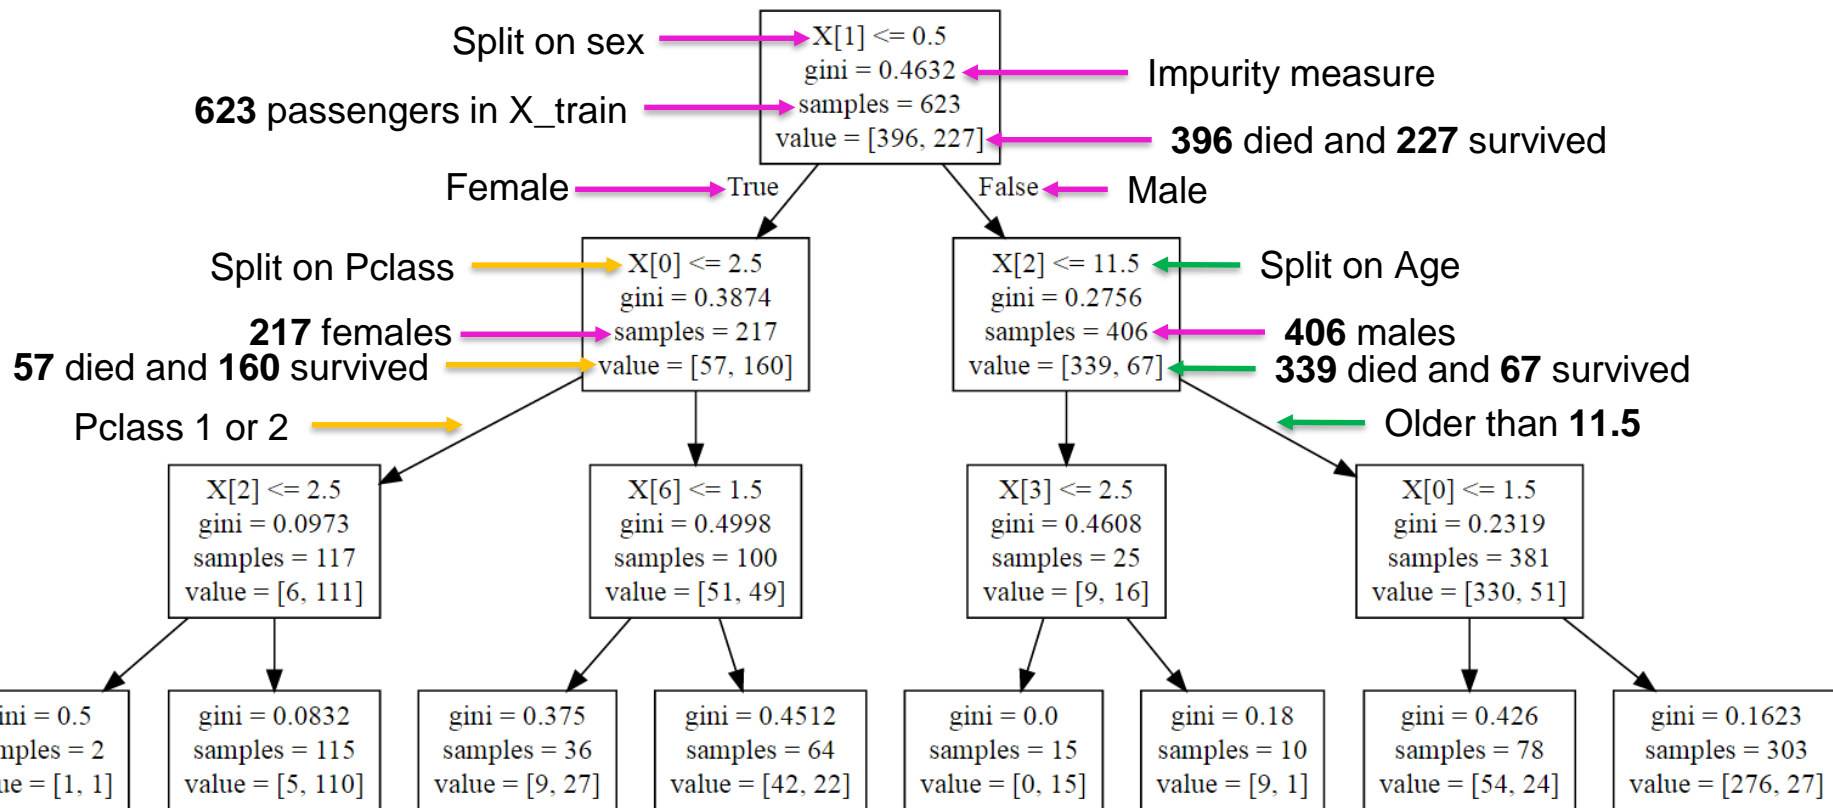 Split on sex
X[1] <= 0.5
gini = 0.4632
Impurity measure
623 passengers in X_train
samples = 623
value = [396, 227]
396 died and 227 survived
Female
True
False
Male
Split on Pclass
X[0] <= 2.5
gini = 0.3874
217 females
samples = 217
57 died and 160 survived
value = [57, 160]
X[2] <= 11.5
Split on Age
gini = 0.2756
samples = 406
406 males
value = [339, 67]
339 died and 67 survived
Pclass 1 or 2
Older than 11.5
X[2] <= 2.5
gini = 0.0973
samples = 117
value = [6, 111]
X[6] <= 1.5
gini = 0.4998
samples = 100
value = [51, 49]
X[3] <= 2.5
gini = 0.4608
samples = 25
value = [9, 16]
X[0] <= 1.5
gini = 0.2319
samples = 381
value = [330, 51]
ini = 0.5
mples = 2
ue = [1, 1]
gini = 0.0832
samples = 115
value = [5, 110]
gini = 0.375
samples = 36
value = [9, 27]
gini = 0.4512
samples = 64
value = [42, 22]
gini = 0.0
samples = 15
value = [0, 15]
gini = 0.18
samples = 10
value = [9, 1]
gini = 0.426
samples = 78
value = [54, 24]
gini = 0.1623
samples = 303
value = [276, 27]